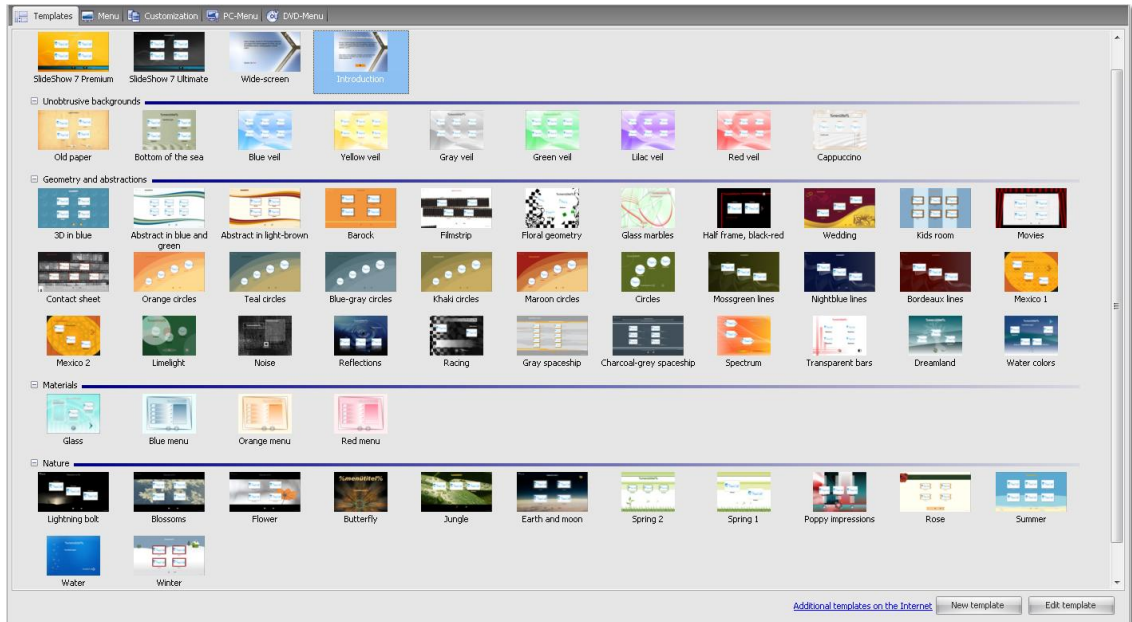 Templates Menu Customization PC-Menu DVD-Menu
SlideShow 7 Premium SlideShow 7 Ultimate Wide-screen Introduction
Unobtrusive backgrounds
Old paper Bottom of the sea Blue veil Yellow veil Gray veil Green veil Lilac veil Red veil Cappuccino
Geometry and abstractions
3D in blue Abstract in blue and Abstract in light-brown Barock Filmstrip Floral geometry Glass marbles Half frame, black-red Wedding Kids room Movies
green
Contact sheet Orange circles Teal circles Blue-gray circles Khaki circles Maroon circles Circles Mossgreen lines Nightblue lines Bordeaux lines Mexico 1
Mexico 2 Limelight Noise Reflections Racing Gray spaceship Charcoal-grey spaceship Spectrum Transparent bars Dreamland Water colors
Materials
Glass Blue menu Orange menu Red menu
Nature
%menütitel%
Lightning bolt Blossoms Flower Butterfly Jungle Earth and moon Spring 2 Spring 1 Poppy impressions Rose Summer
Water Winter
Additional templates on the Internet New template Edit template